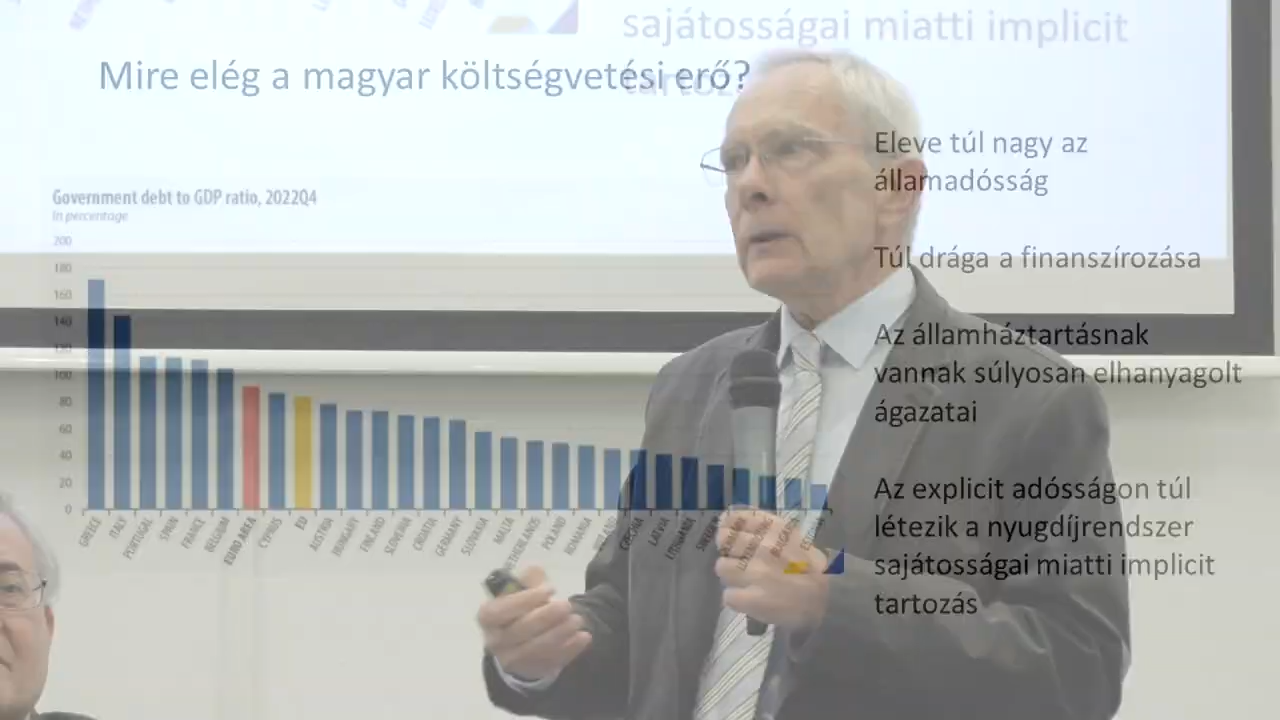 sajátosságai miatti implicit
Mire elég a magyar költségvetési erő?
Eleve túl nagy az
államadósság
Government debt to GDP ratio, 2022Q4
In percentage
200
180
160
140
120
100
80
60
40
20
0
GREECE
ITALY
PORTUGAL
SPAIN
FRANCE
BELGIUM
EURO AREA
CYPRUS
EU
AUSTRIA
HUNGARY
FINLAND
SLOVENIA
CROATIA
GERMANY
SLOVAKIA
MALTA
NETHERLANDS
POLAND
ROMANIA
CZECHIA
LATVIA
LITHUANIA
SWEDEN
LUXEMBOURG
BULGARIA
Túl drága a finanszírozása
Az államháztartásnak
vannak súlyosan elhanyagolt
ágazatai
Az explicit adósságon túl
létezik a nyugdíjrendszer
sajátosságai miatti implicit
tartozás